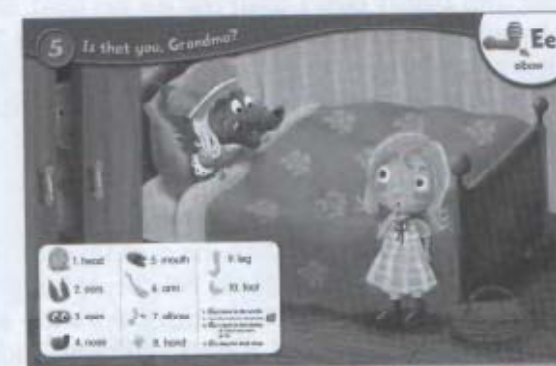 5 Is that you, Grandma?
Ee
elbow
1. head
2. ears
3. eyes
4. nose
5. mouth
6. arm
7. elbow
8. hand
9. leg
10. foot